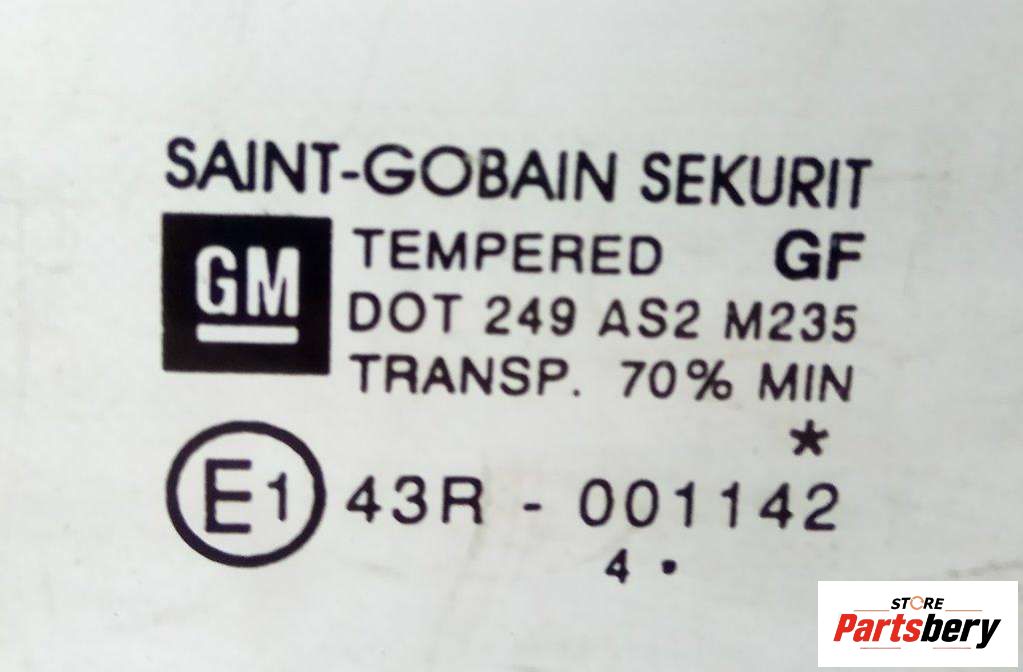 SAINT-GOBAIN SEKURIT
GM
TEMPERED GF
DOT 249 AS2 M235
TRANSP. 70% MIN
*
E1 43R - 001142
4 •
STORE
Partsbery